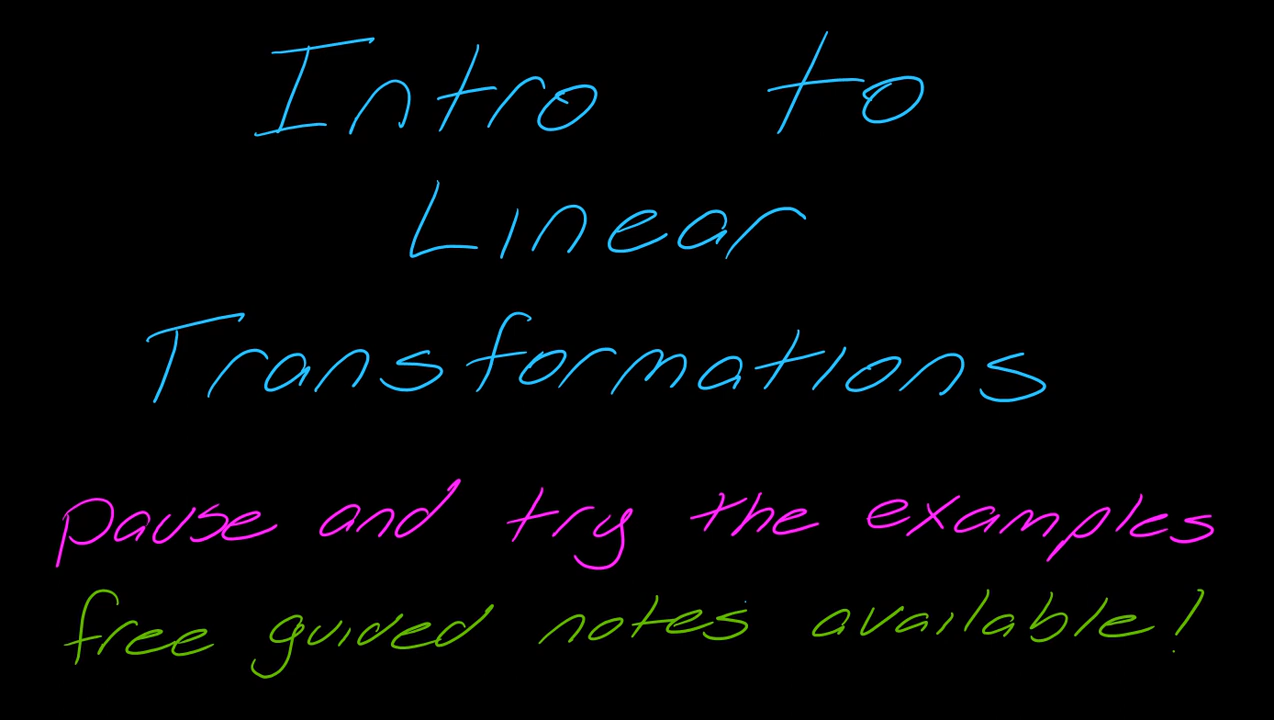 Intro to
Linear
Transformations
pause and try the examples
free guided notes available!